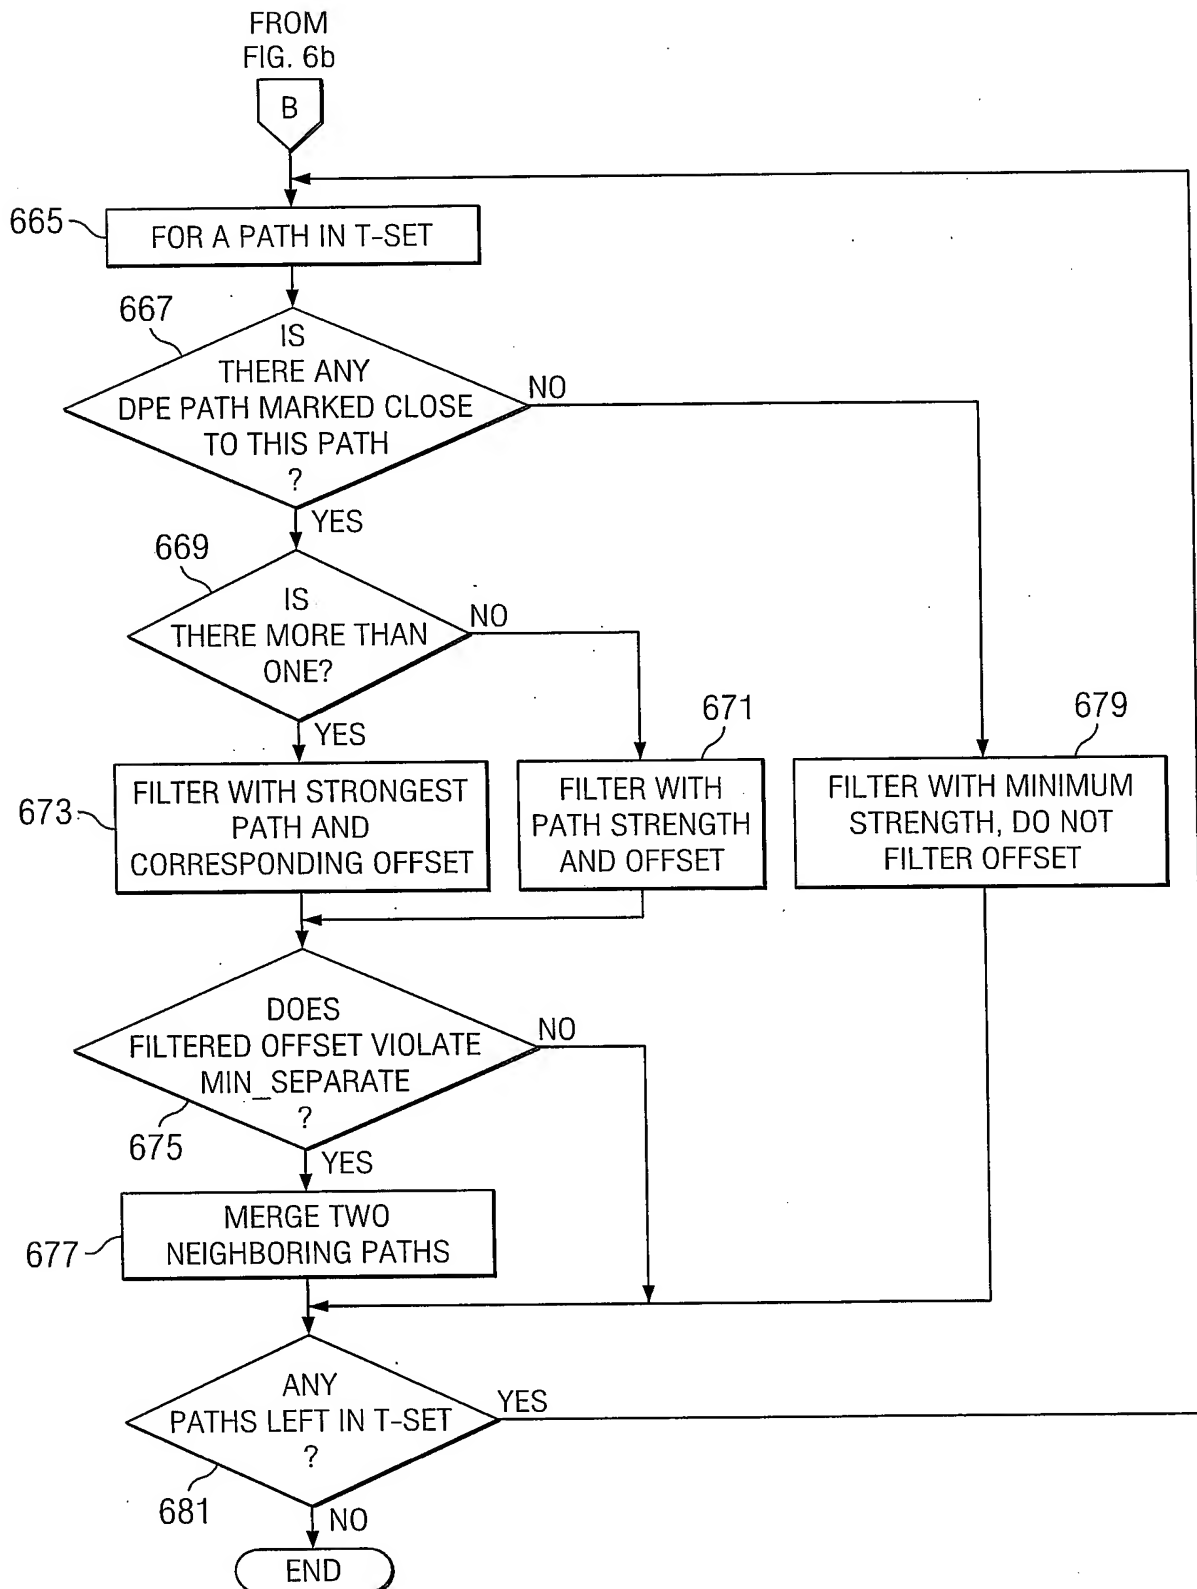 FROM
FIG. 6b
B
665
FOR A PATH IN T-SET
667
IS
THERE ANY
DPE PATH MARKED CLOSE
TO THIS PATH
?
NO
YES
669
IS
THERE MORE THAN
ONE?
NO
YES
671
679
673
FILTER WITH STRONGEST
PATH AND
CORRESPONDING OFFSET
FILTER WITH
PATH STRENGTH
AND OFFSET
FILTER WITH MINIMUM
STRENGTH, DO NOT
FILTER OFFSET
DOES
FILTERED OFFSET VIOLATE
MIN_SEPARATE
?
NO
675
YES
677
MERGE TWO
NEIGHBORING PATHS
ANY
PATHS LEFT IN T-SET
?
YES
681
NO
END